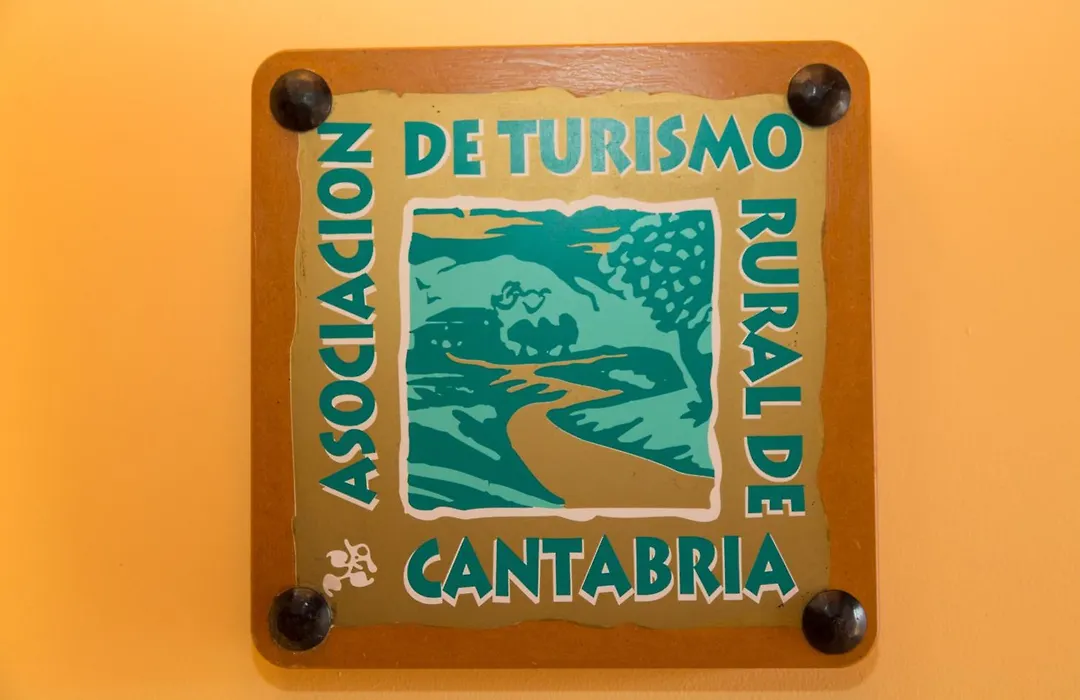 ASOCIACION
DE TURISMO
RURAL DE
CANTABRIA